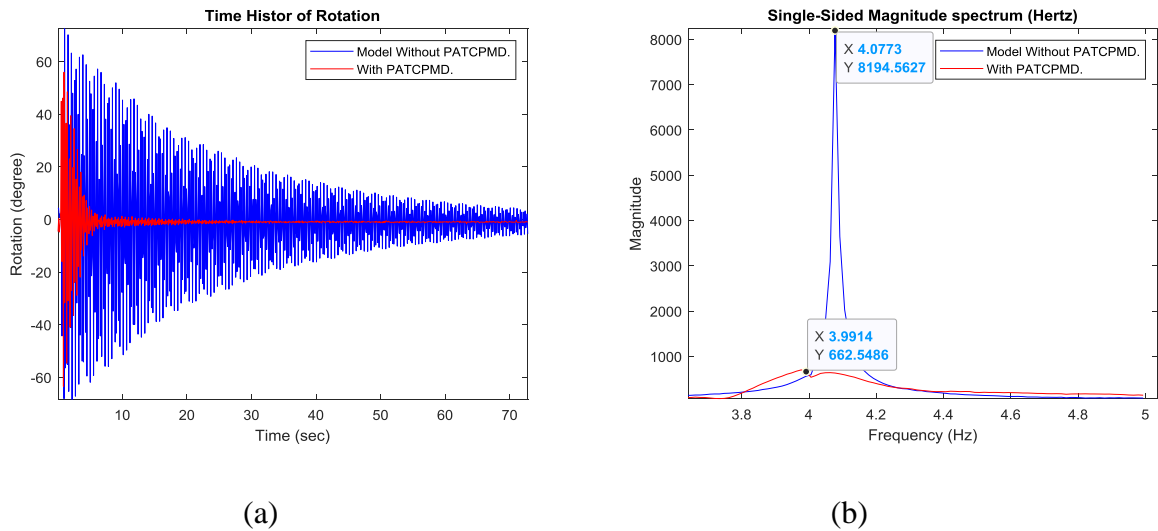 Time Histor of Rotation
Model Without PATCPMD.
With PATCPMD.
60
40
20
0
-20
-40
-60
Rotation (degree)
10
20
30
40
50
60
70
Time (sec)
(a)
Single-Sided Magnitude spectrum (Hertz)
X 4.0773
Y 8194.5627
Model Without PATCPMD.
With PATCPMD.
8000
7000
6000
5000
4000
3000
2000
1000
Magnitude
X 3.9914
Y 662.5486
3.8
4
4.2
4.4
4.6
4.8
5
Frequency (Hz)
(b)